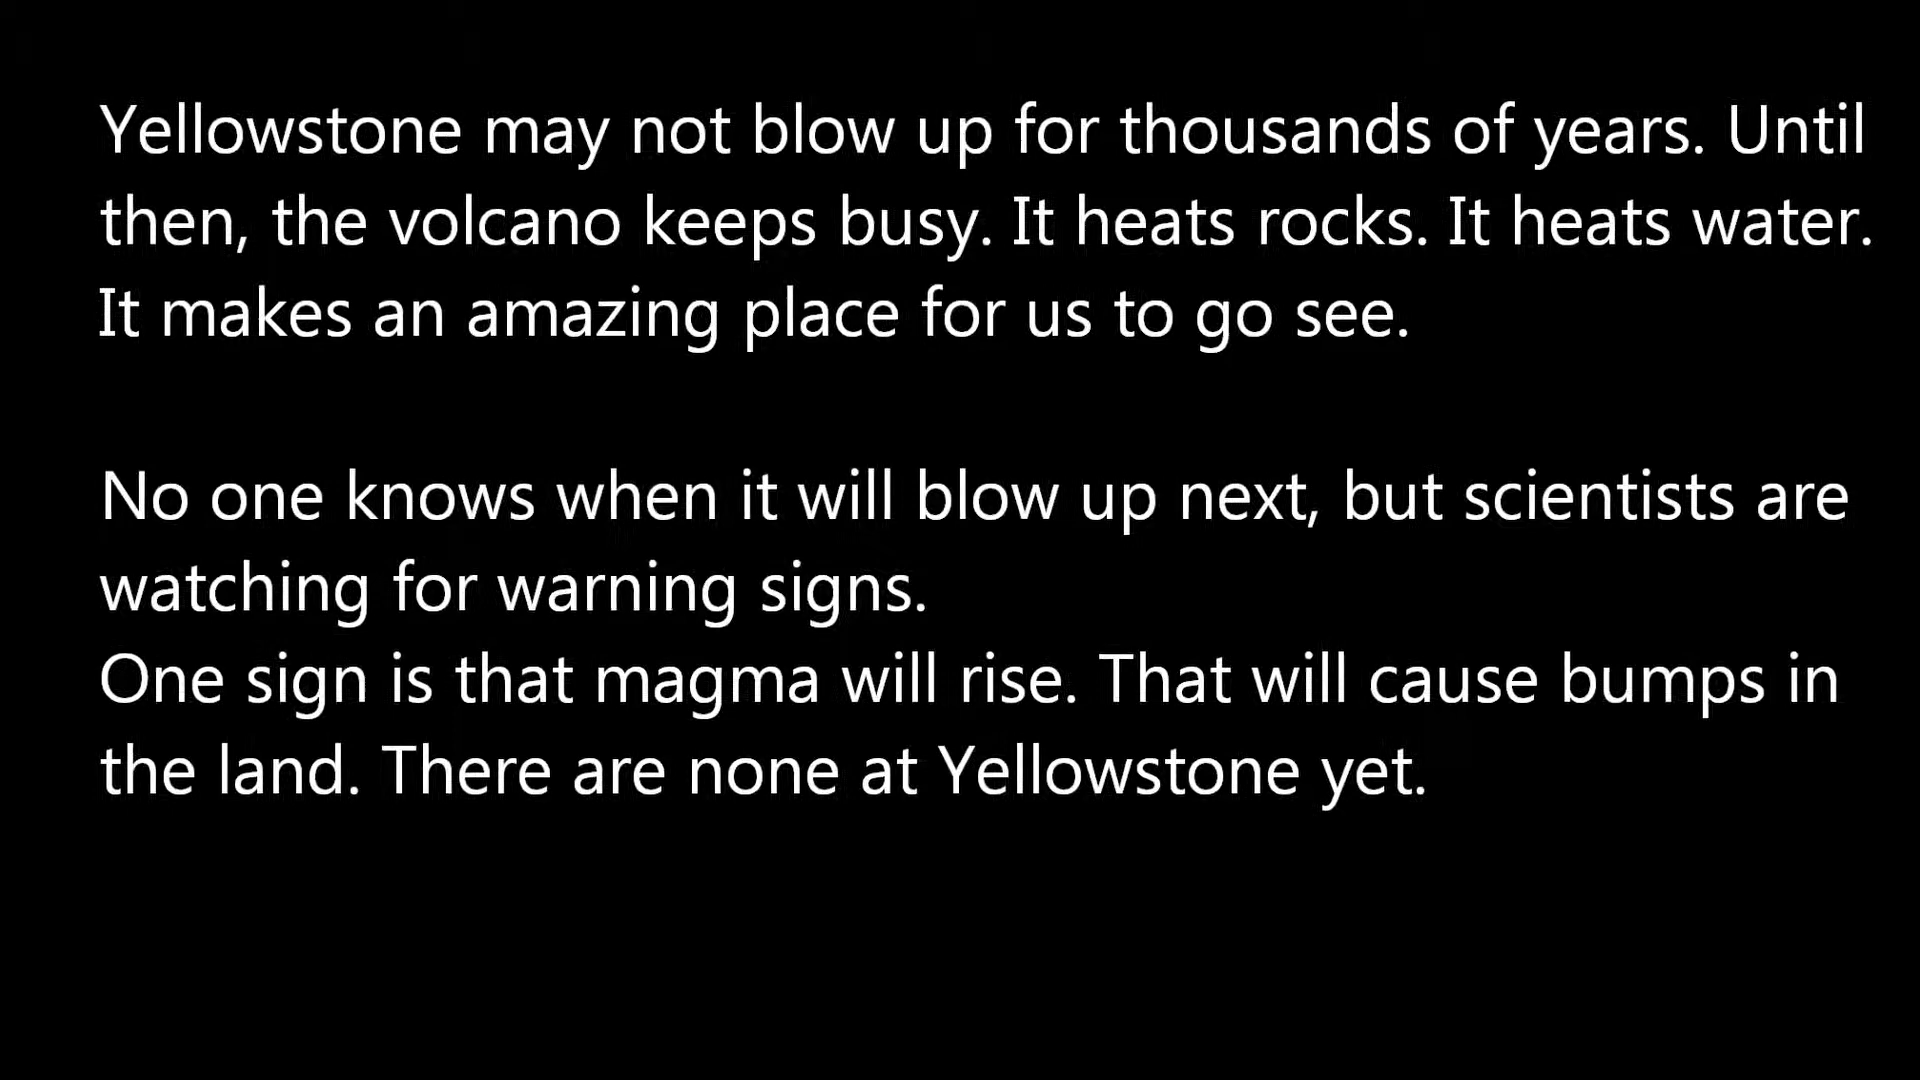 Yellowstone may not blow up for thousands of years. Until
then, the volcano keeps busy. It heats rocks. It heats water.
It makes an amazing place for us to go see.
No one knows when it will blow up next, but scientists are
watching for warning signs.
One sign is that magma will rise. That will cause bumps in
the land. There are none at Yellowstone yet.